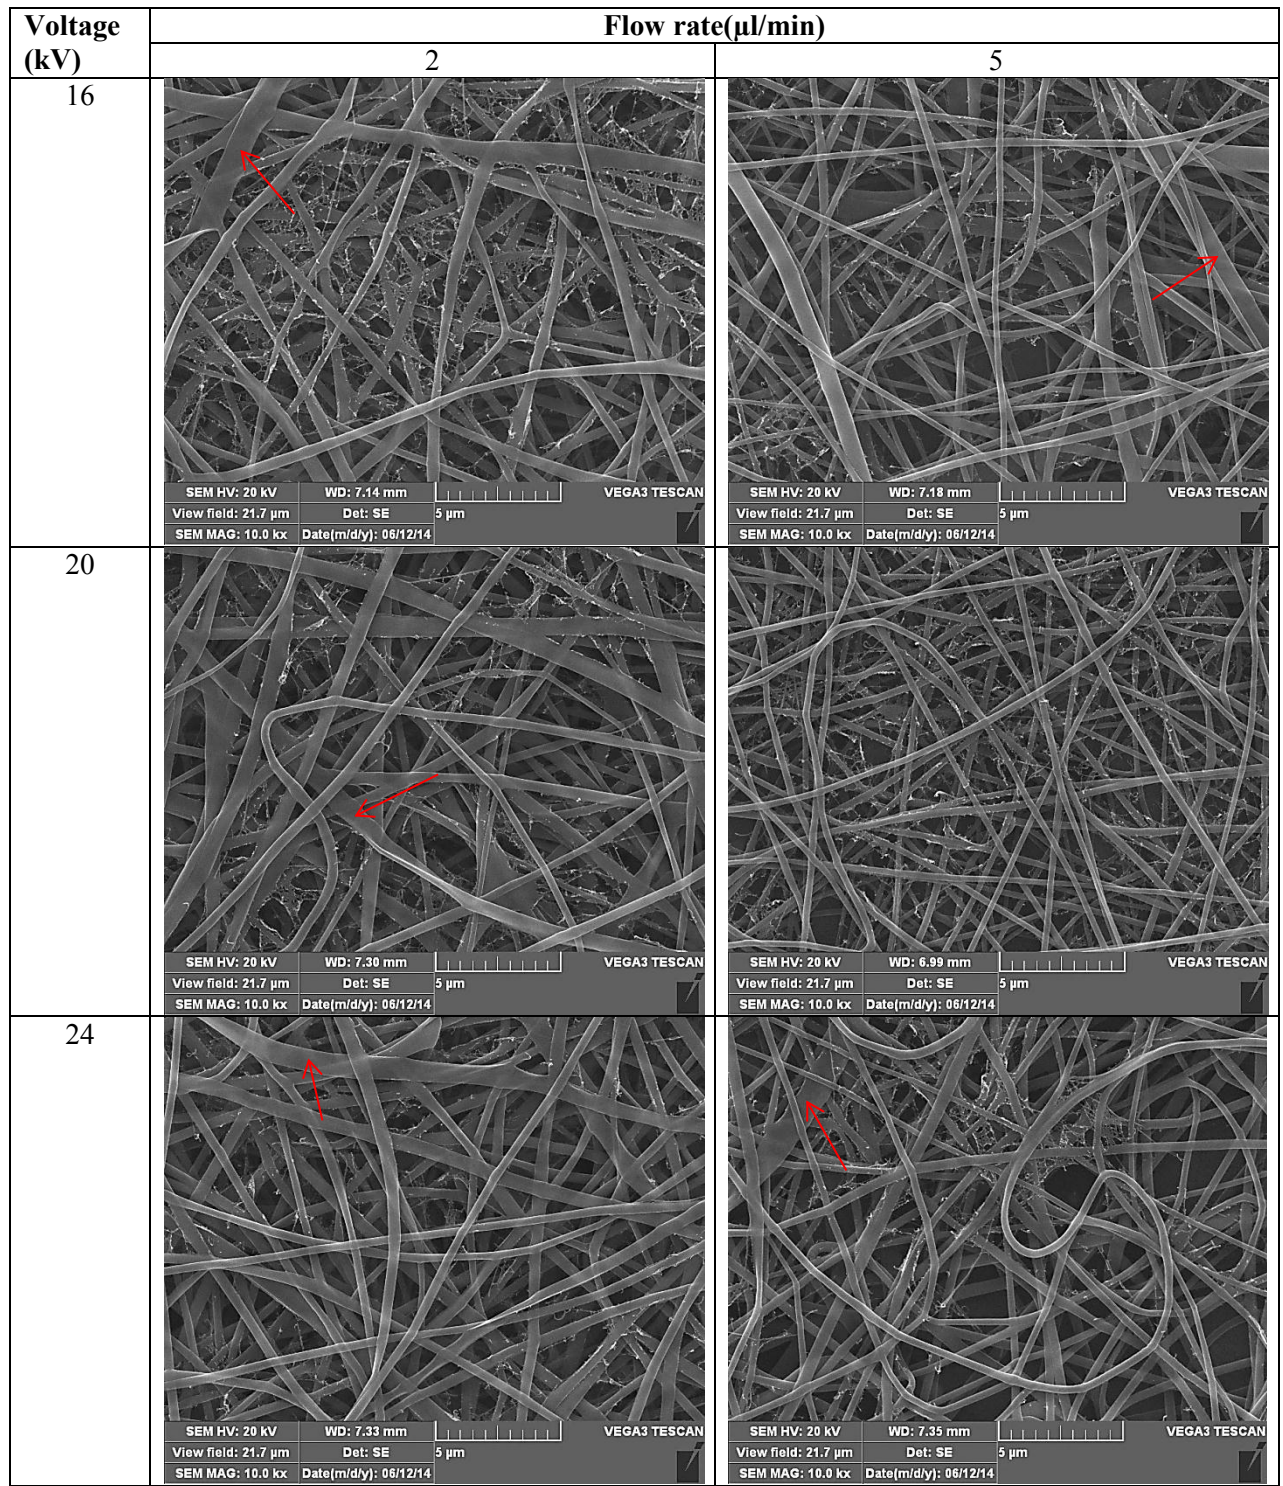 Voltage (kV)
Flow rate(µl/min)
2
5
16
SEM HV: 20 kV
WD: 7.14 mm
VEGA3 TESCAN
View field: 21.7 µm
Det: SE
5 µm
SEM MAG: 10.0 kx
Date(m/d/y): 06/12/14
SEM HV: 20 kV
WD: 7.18 mm
VEGA3 TESCAN
View field: 21.7 µm
Det: SE
5 µm
SEM MAG: 10.0 kx
Date(m/d/y): 06/12/14
20
SEM HV: 20 kV
WD: 7.30 mm
VEGA3 TESCAN
View field: 21.7 µm
Det: SE
5 µm
SEM MAG: 10.0 kx
Date(m/d/y): 06/12/14
SEM HV: 20 kV
WD: 6.99 mm
VEGA3 TESCAN
View field: 21.7 µm
Det: SE
5 µm
SEM MAG: 10.0 kx
Date(m/d/y): 06/12/14
24
SEM HV: 20 kV
WD: 7.33 mm
VEGA3 TESCAN
View field: 21.7 µm
Det: SE
5 µm
SEM MAG: 10.0 kx
Date(m/d/y): 06/12/14
SEM HV: 20 kV
WD: 7.35 mm
VEGA3 TESCAN
View field: 21.7 µm
Det: SE
5 µm
SEM MAG: 10.0 kx
Date(m/d/y): 06/12/14